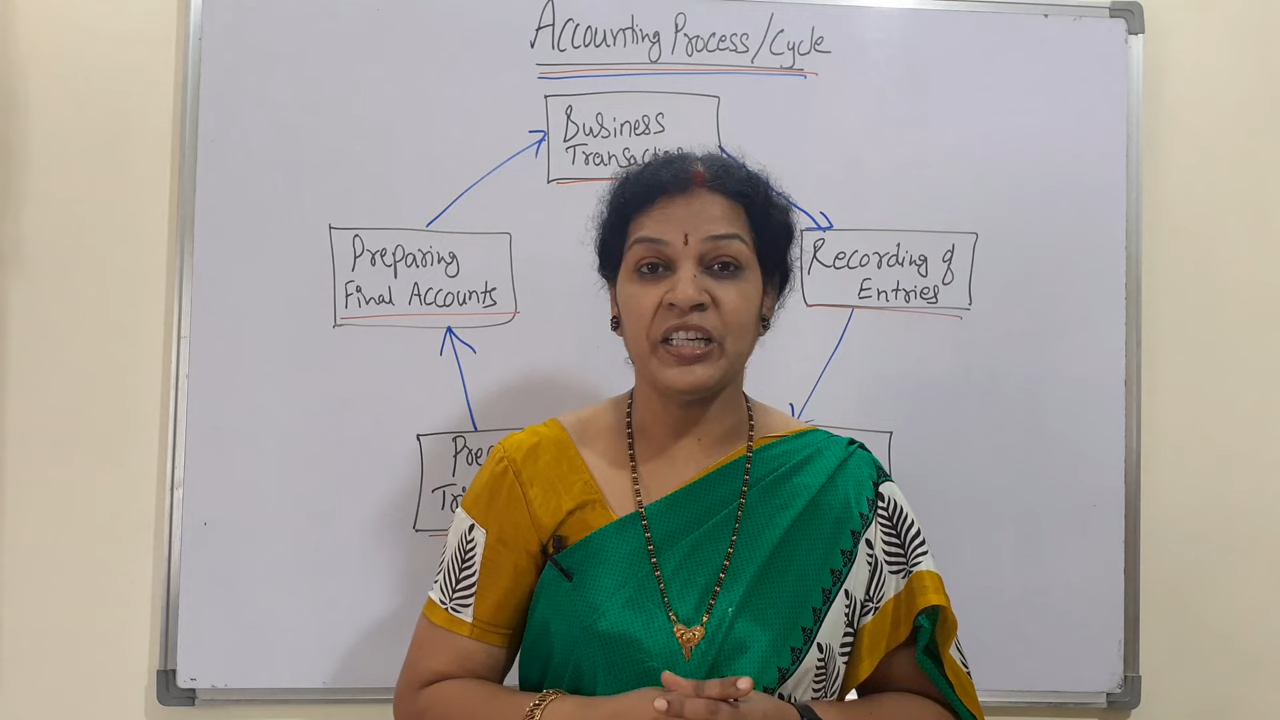 Accounting Process/Cycle
Business
Recording of
Entries
Preparing
Final Accounts